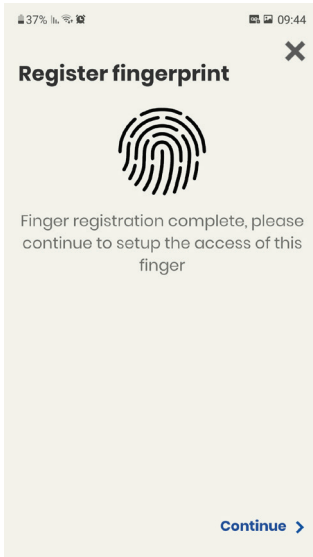 37% 09:44
Register fingerprint
Finger registration complete, please
continue to setup the access of this
finger
Continue